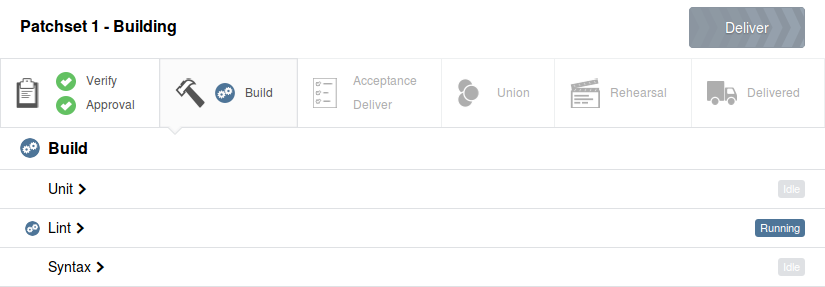 Patchset 1 - Building
Deliver
Verify
Approval
Build
Acceptance
Deliver
Union
Rehearsal
Delivered
Build
Unit
Idle
Lint
Running
Syntax
Idle